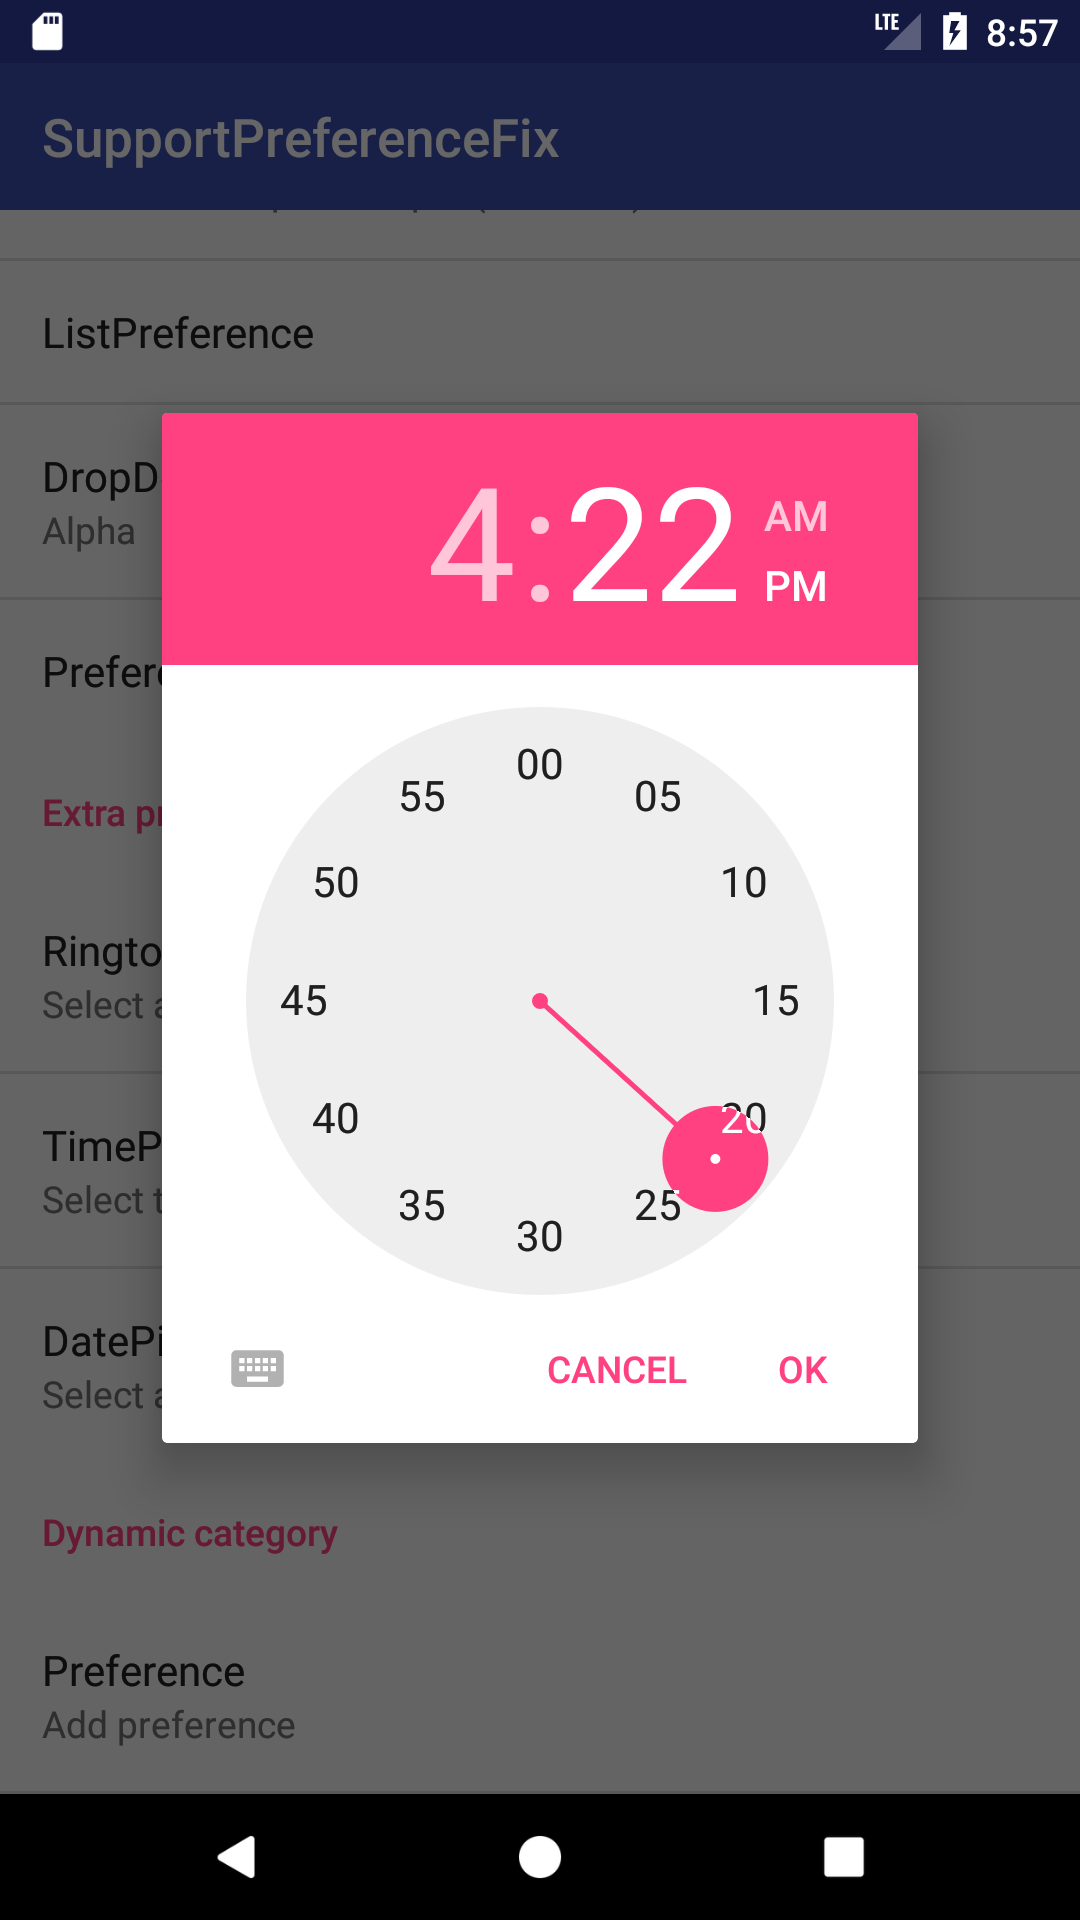 LTE 8:57
SupportPreferenceFix
ListPreference
DropD
Alpha
4:22
AM
PM
Prefer
Extra
Ringto
Select
TimeP
Select
DatePi
Select
00
05
10
15
20
25
30
35
40
45
50
55
CANCEL OK
Dynamic category
Preference
Add preference